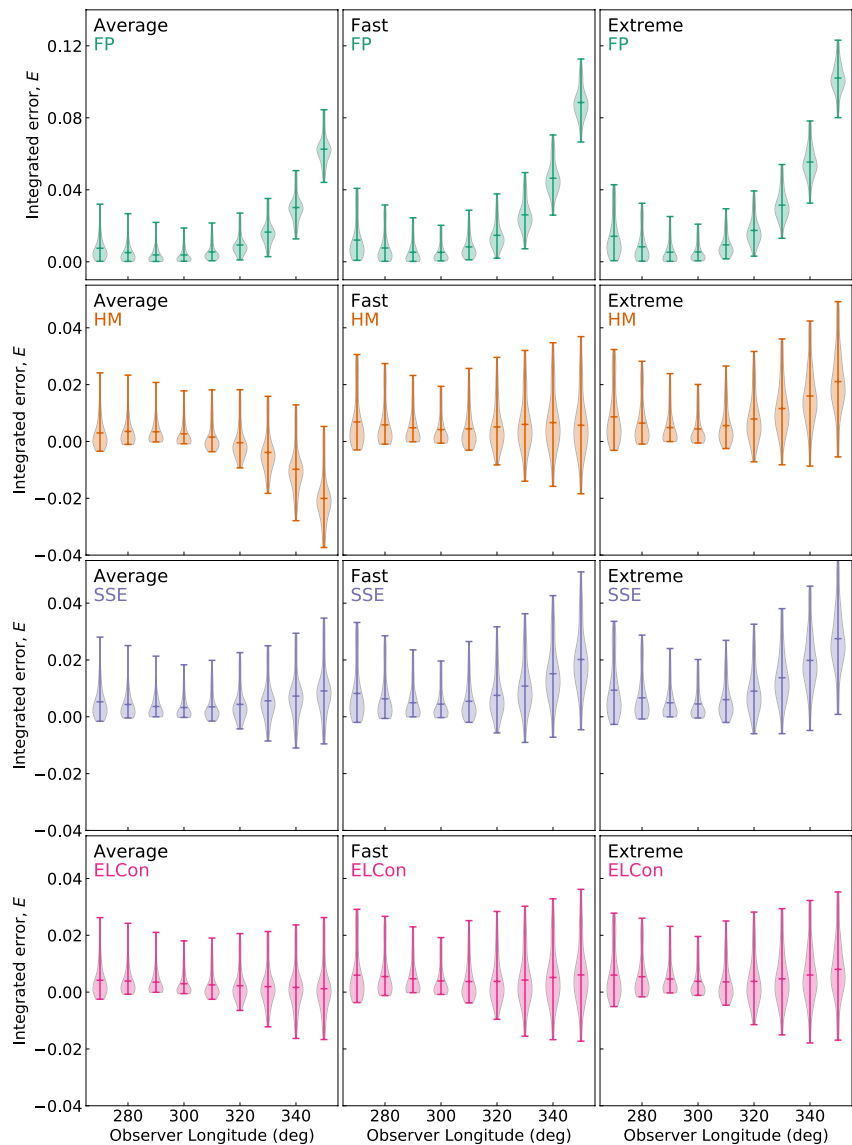 Average Fast Extreme
FP FP FP
0.12
0.08
0.04
0.00
Integrated error, E
Average Fast Extreme
HM HM HM
0.04
0.02
0.00
−0.02
−0.04
Integrated error, E
Average Fast Extreme
SSE SSE SSE
0.04
0.02
0.00
−0.02
−0.04
Integrated error, E
Average Fast Extreme
ELCon ELCon ELCon
0.04
0.02
0.00
−0.02
−0.04
Integrated error, E
280 300 320 340 280 300 320 340 280 300 320 340
Observer Longitude (deg) Observer Longitude (deg) Observer Longitude (deg)